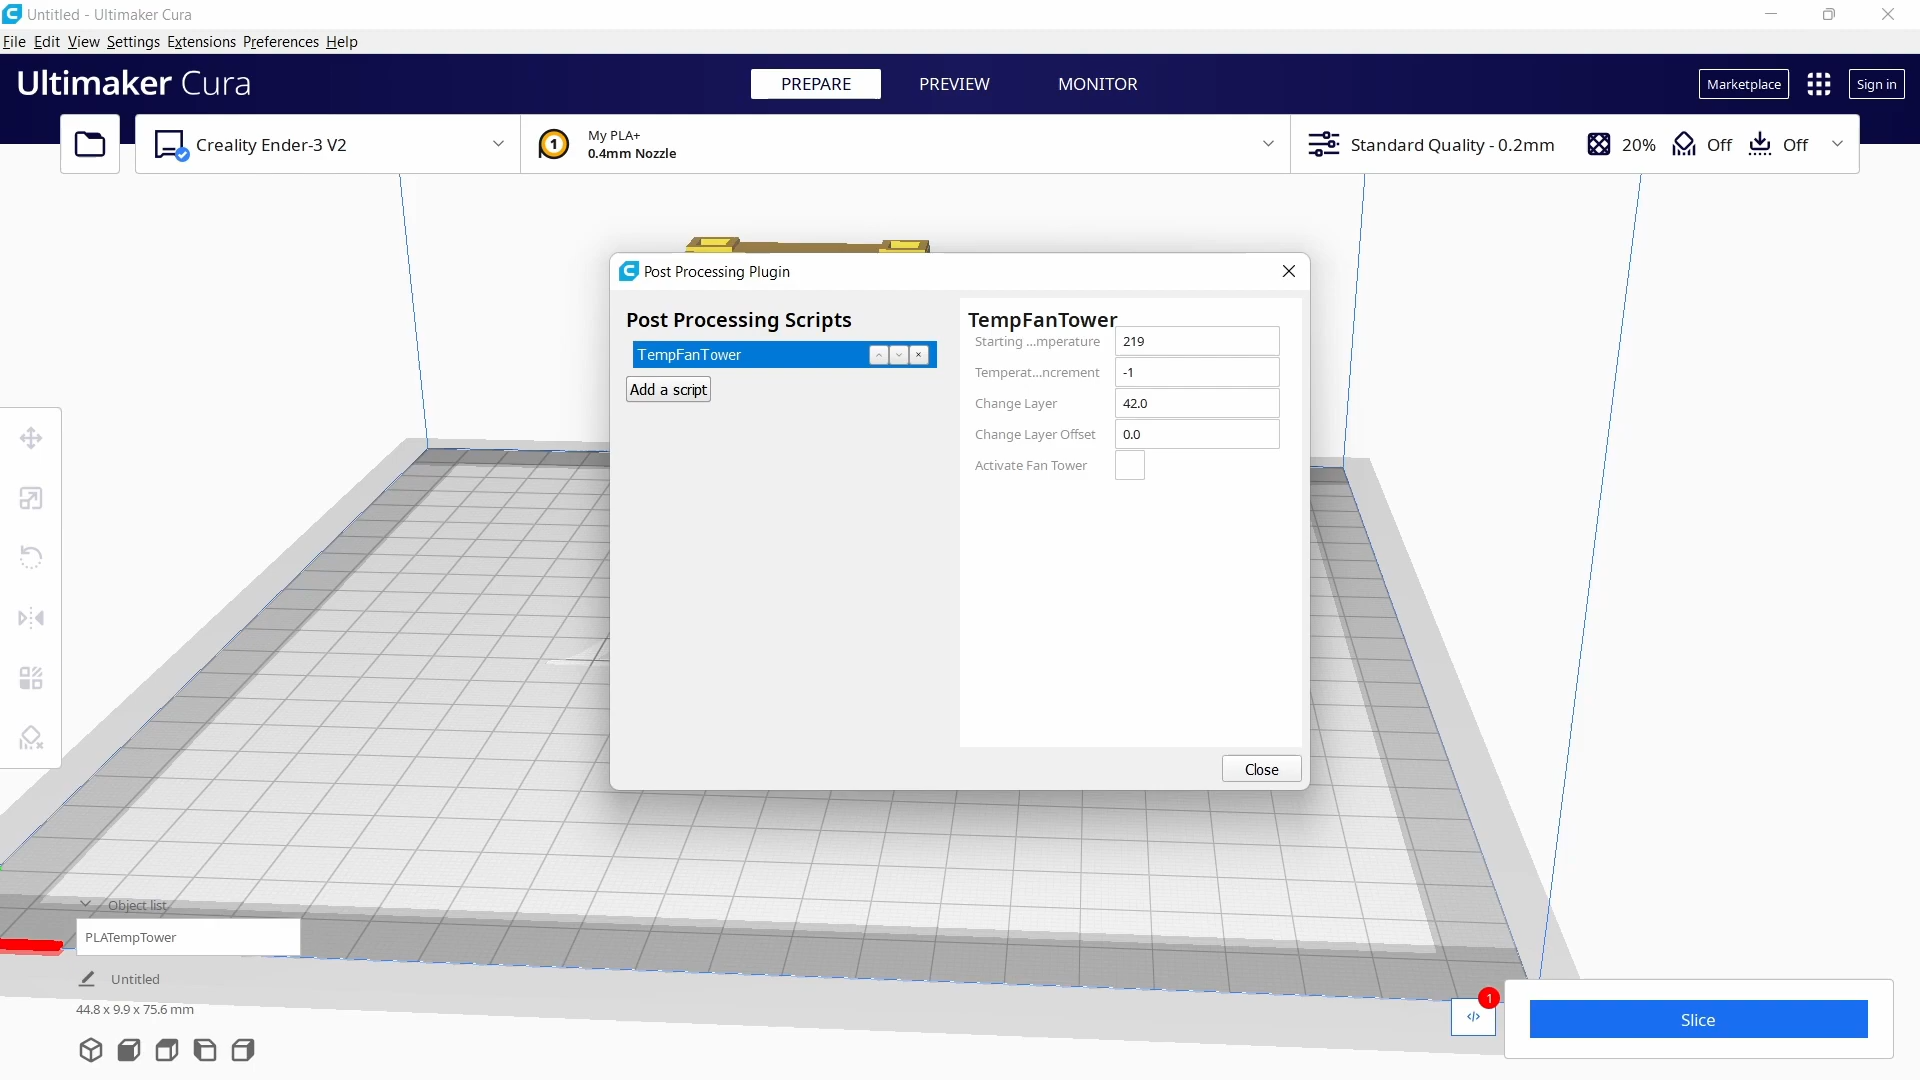 Untitled - Ultimaker Cura
File Edit View Settings Extensions Preferences Help
Ultimaker Cura
PREPARE
PREVIEW
MONITOR
Marketplace
Sign in
Creality Ender-3 V2
1
My PLA+
0.4mm Nozzle
Standard Quality - 0.2mm
20%
Off
Off
Post Processing Plugin
Post Processing Scripts
TempFanTower
Add a script
TempFanTower
Starting ...mperature 219
Temperat...ncrement -1
Change Layer 42.0
Change Layer Offset 0.0
Activate Fan Tower
Close
Object list
PLATempTower
Untitled
44.8 x 9.9 x 75.6 mm
1
</>
Slice